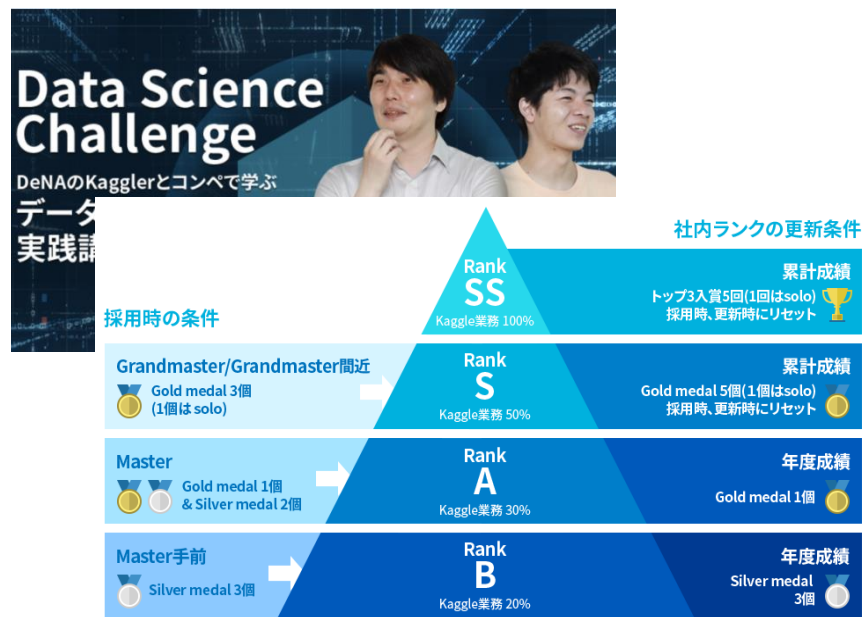 Data Science
Challenge
DeNAのKagglerとコンペで学ぶ
データ
実践講
社内ランクの更新条件
採用時の条件
Rank
SS
Kaggle業務 100%
累計成績
トップ3入賞5回(1回はsolo)
採用時、更新時にリセット
Grandmaster/Grandmaster間近
Gold medal 3個
(1個は solo)
Rank
S
Kaggle業務 50%
累計成績
Gold medal 5個(1個はsolo)
採用時、更新時にリセット
Master
Gold medal 1個
& Silver medal 2個
Rank
A
Kaggle業務 30%
年度成績
Gold medal 1個
Master手前
Silver medal 3個
Rank
B
Kaggle業務 20%
年度成績
Silver medal
3個